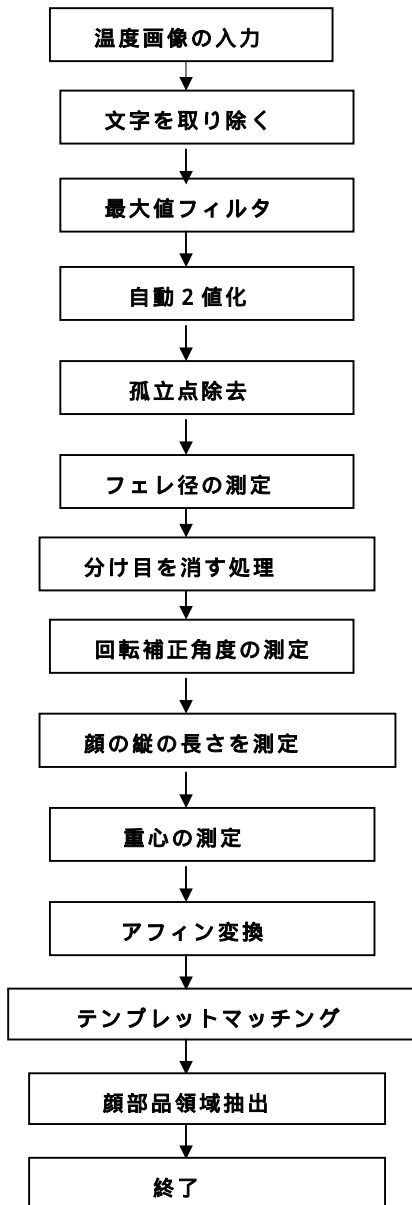 温度画像の入力
文字を取り除く
最大値フィルタ
自動２値化
孤立点除去
フェレ径の測定
分け目を消す処理
回転補正角度の測定
顔の縦の長さを測定
重心の測定
アフィン変換
テンプレットマッチング
顔部品領域抽出
終了